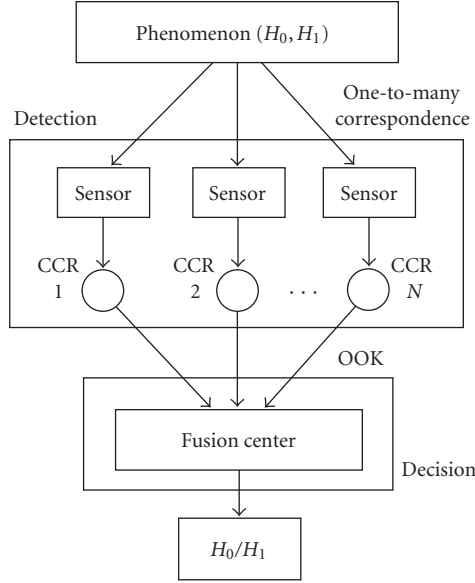 Phenomenon (H₀, H₁)
One-to-many
correspondence
Detection
Sensor
Sensor
Sensor
CCR
1
CCR
2
. . .
CCR
N
OOK
Fusion center
Decision
H₀/H₁